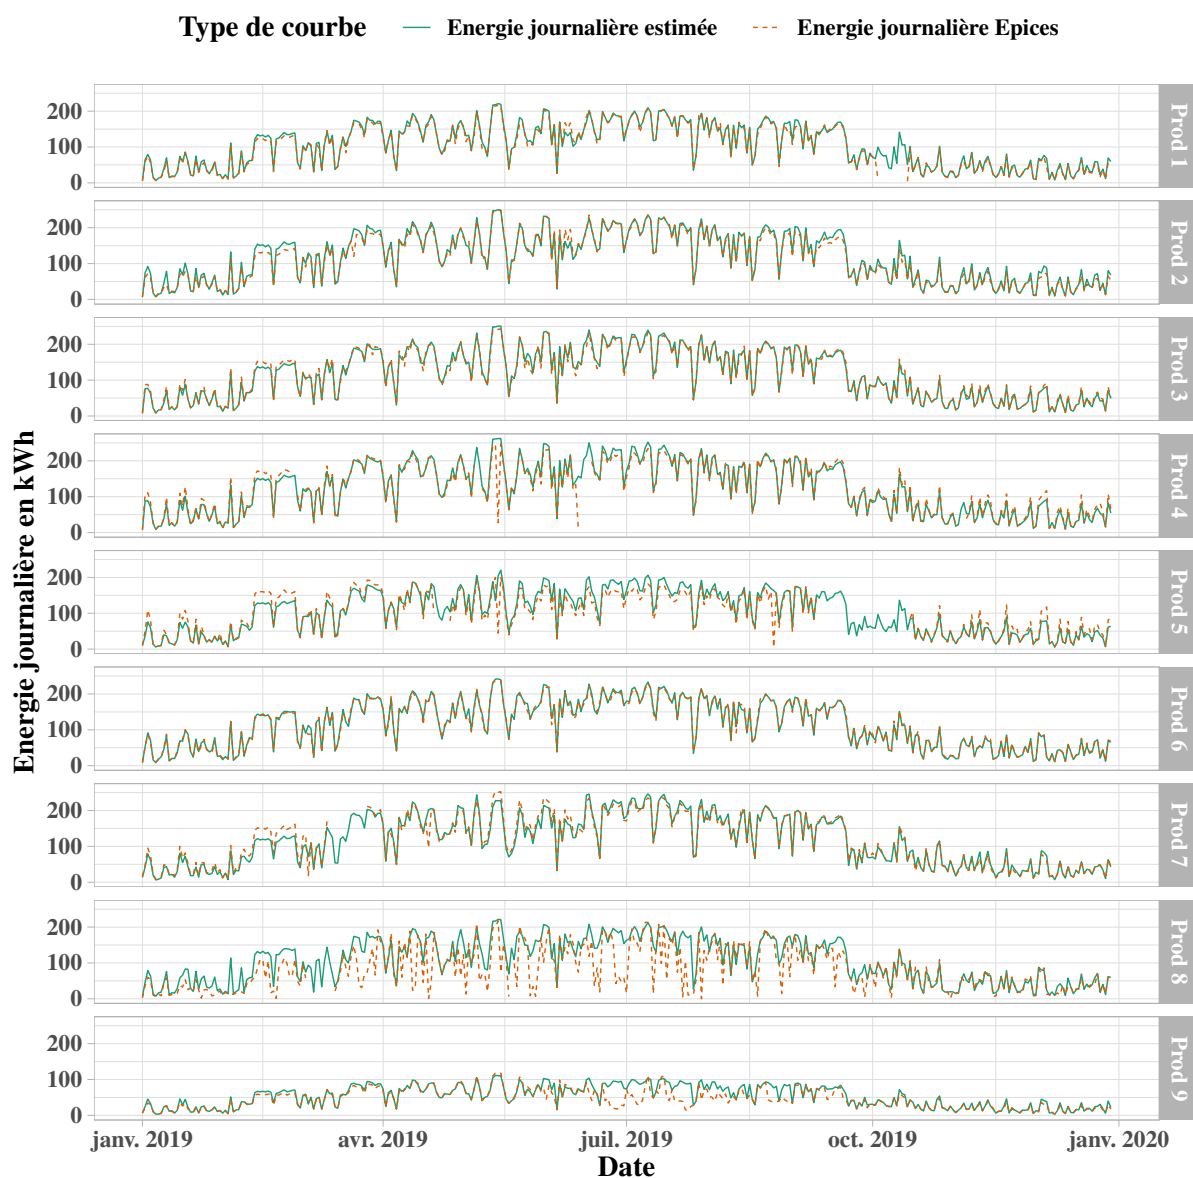 Type de courbe Energie journalière estimée Energie journalière Epices
Energie journalière en kWh
200
100
0
Prod 1
200
100
0
Prod 2
200
100
0
Prod 3
200
100
0
Prod 4
200
100
0
Prod 5
200
100
0
Prod 6
200
100
0
Prod 7
200
100
0
Prod 8
200
100
0
Prod 9
janv. 2019 avr. 2019 juil. 2019 oct. 2019 janv. 2020
Date